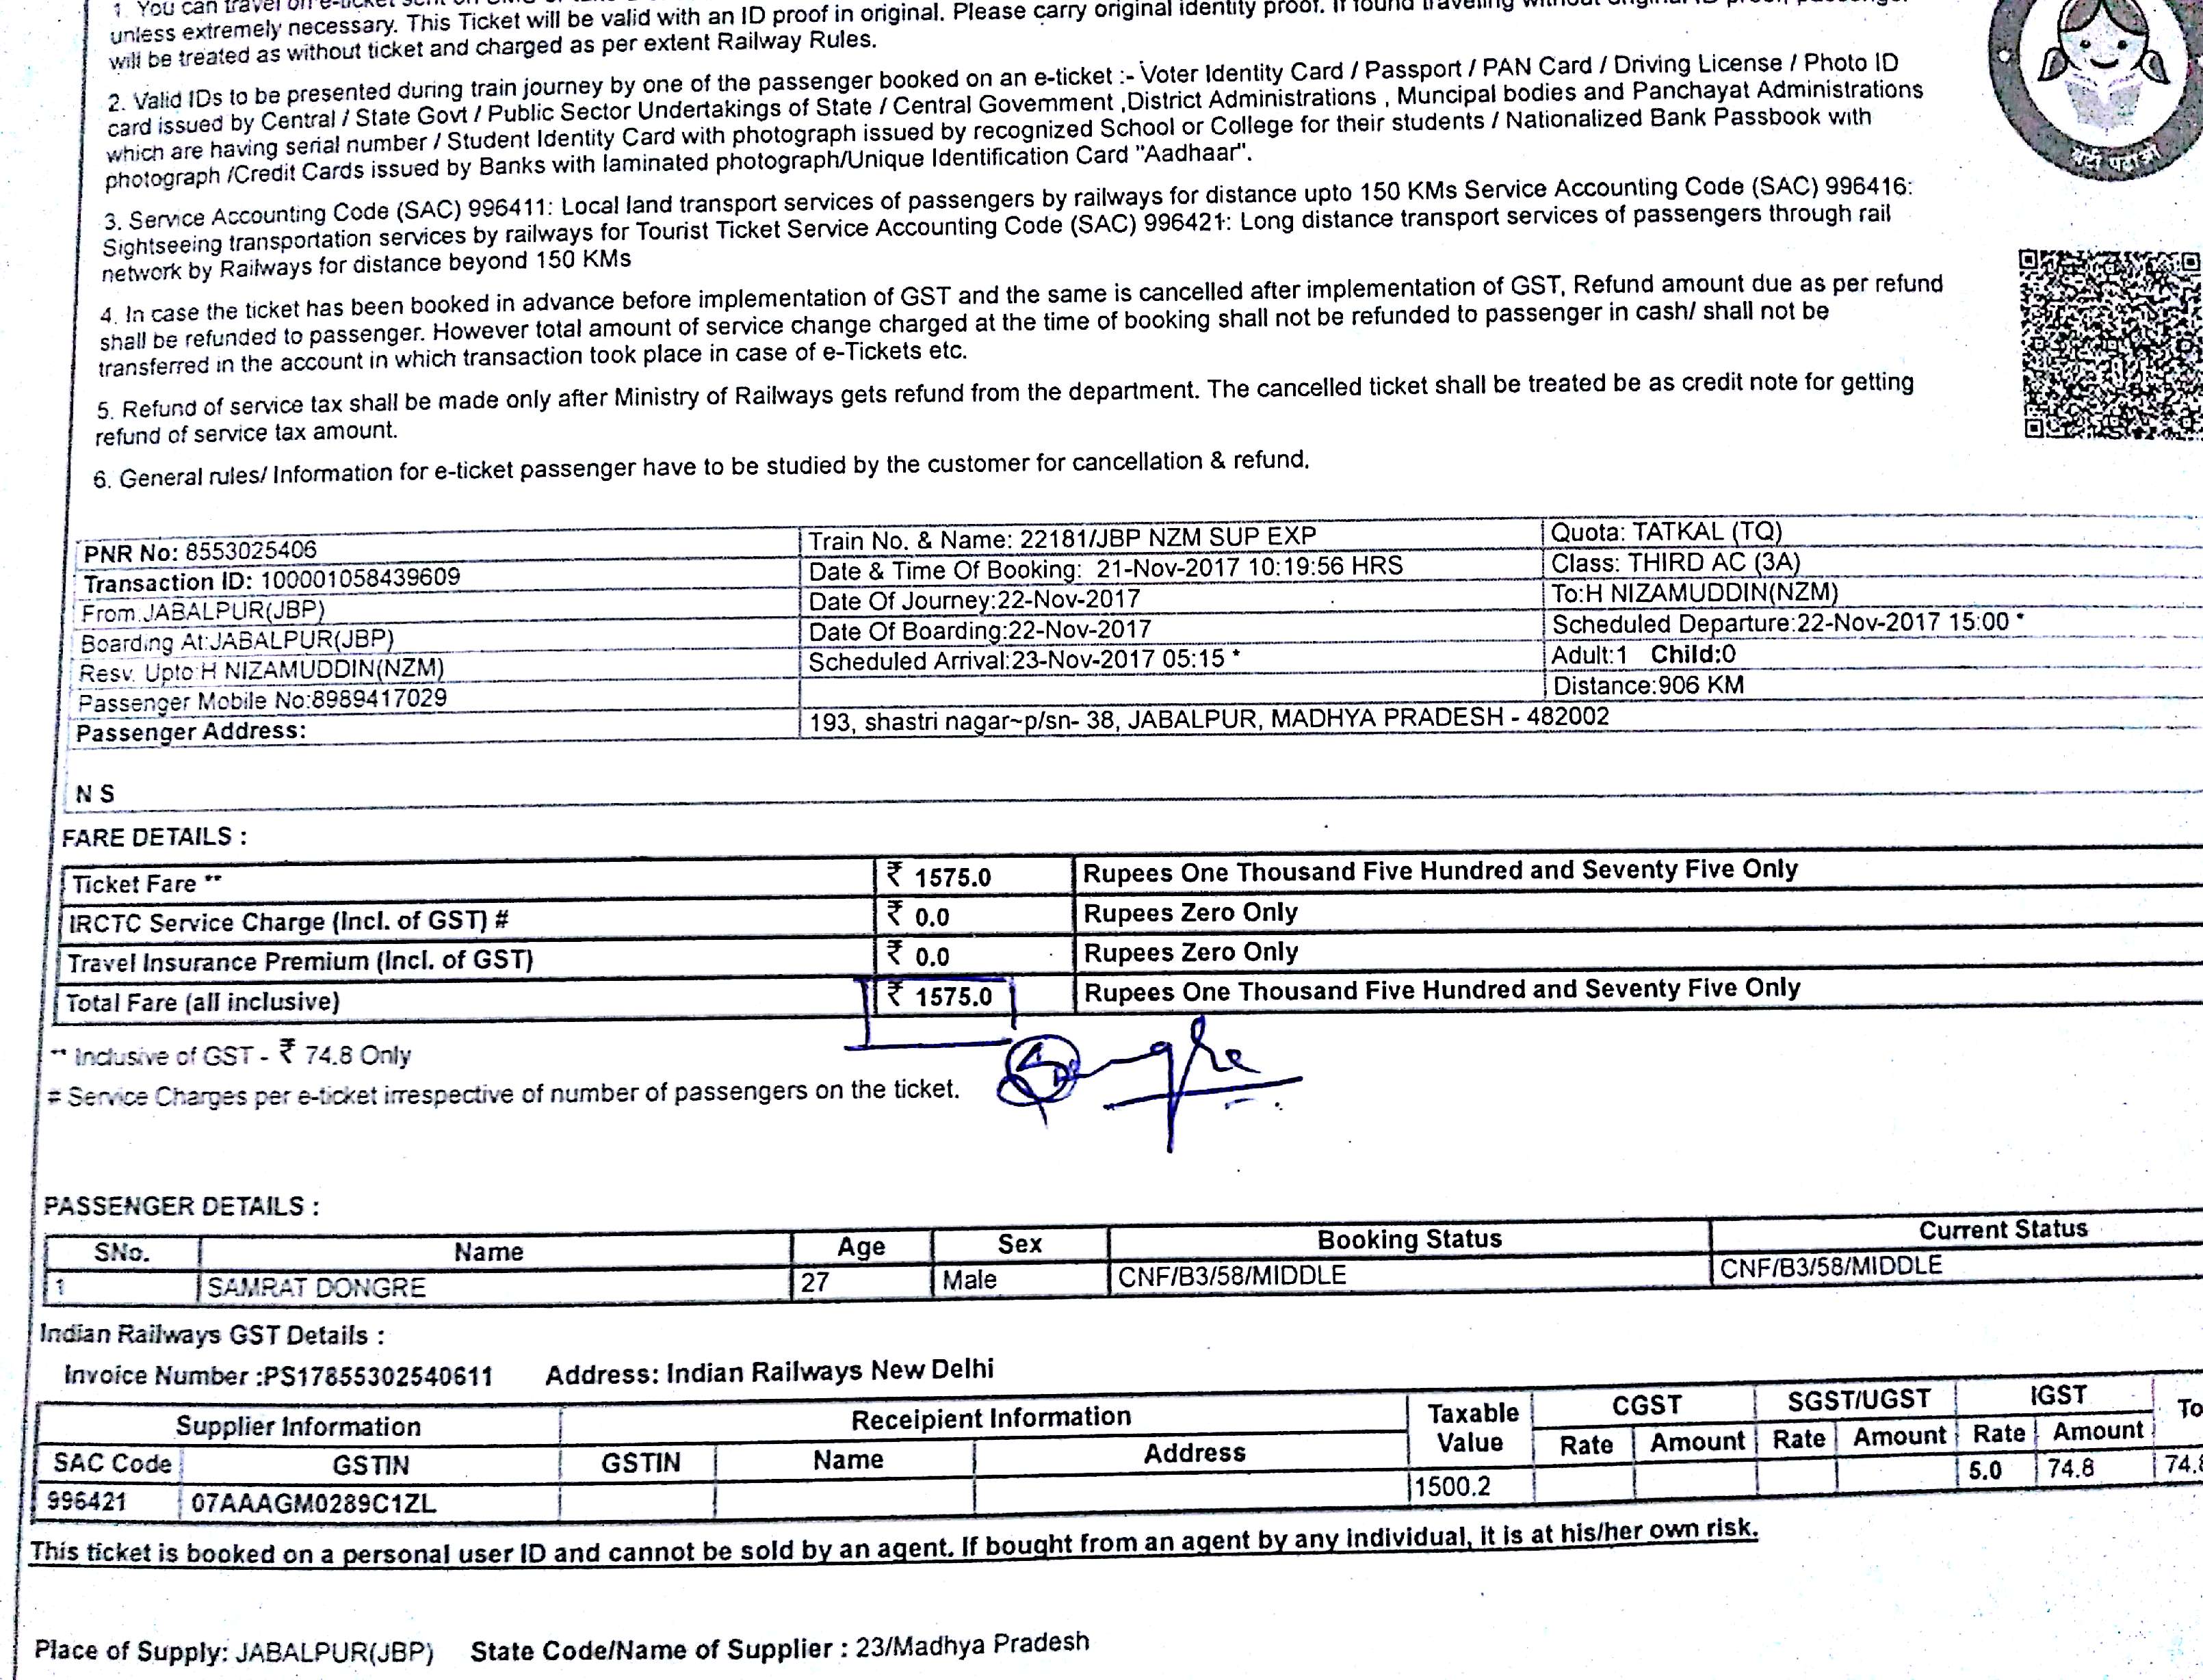 1. You can travel on e-ticket sent on
unless extremely necessary. This Ticket will be valid with an ID proof in original. Please carry original identity proof. If found traveling
will be treated as without ticket and charged as per extent Railway Rules.
2. Valid IDs to be presented during train journey by one of the passenger booked on an e-ticket :- Voter Identity Card / Passport / PAN Card / Driving License / Photo ID
card issued by Central / State Govt / Public Sector Undertakings of State / Central Government ,District Administrations , Muncipal bodies and Panchayat Administrations
which are having serial number / Student Identity Card with photograph issued by recognized School or College for their students / Nationalized Bank Passbook with
photograph /Credit Cards issued by Banks with laminated photograph/Unique Identification Card "Aadhaar".
3. Service Accounting Code (SAC) 996411: Local land transport services of passengers by railways for distance upto 150 KMs Service Accounting Code (SAC) 996416:
Sightseeing transportation services by railways for Tourist Ticket Service Accounting Code (SAC) 996421: Long distance transport services of passengers through rail
network by Railways for distance beyond 150 KMs
4. In case the ticket has been booked in advance before implementation of GST and the same is cancelled after implementation of GST, Refund amount due as per refund
shall be refunded to passenger. However total amount of service change charged at the time of booking shall not be refunded to passenger in cash/ shall not be
transferred in the account in which transaction took place in case of e-Tickets etc.
5. Refund of service tax shall be made only after Ministry of Railways gets refund from the department. The cancelled ticket shall be treated be as credit note for getting
refund of service tax amount.
6. General rules/ Information for e-ticket passenger have to be studied by the customer for cancellation & refund.
PNR No: 8553025406 Train No. & Name: 22181/JBP NZM SUP EXP Quota: TATKAL (TQ)
Transaction ID: 100001058439609 Date & Time Of Booking: 21-Nov-2017 10:19:56 HRS Class: THIRD AC (3A)
From:JABALPUR(JBP) Date Of Journey:22-Nov-2017 To:H NIZAMUDDIN(NZM)
Boarding At:JABALPUR(JBP) Date Of Boarding:22-Nov-2017 Scheduled Departure:22-Nov-2017 15:00 *
Resv. Upto:H NIZAMUDDIN(NZM) Scheduled Arrival:23-Nov-2017 05:15 * Adult:1 Child:0
Passenger Mobile No:8989417029 Distance:906 KM
Passenger Address: 193, shastri nagar~p/sn- 38, JABALPUR, MADHYA PRADESH - 482002
N S
FARE DETAILS :
Ticket Fare ** ₹ 1575.0 Rupees One Thousand Five Hundred and Seventy Five Only
IRCTC Service Charge (Incl. of GST) # ₹ 0.0 Rupees Zero Only
Travel Insurance Premium (Incl. of GST) ₹ 0.0 Rupees Zero Only
Total Fare (all inclusive) ₹ 1575.0 Rupees One Thousand Five Hundred and Seventy Five Only
** Inclusive of GST - ₹ 74.8 Only
# Service Charges per e-ticket irrespective of number of passengers on the ticket.
PASSENGER DETAILS :
SNo. Name Age Sex Booking Status Current Status
1 SAMRAT DONGRE 27 Male CNF/B3/58/MIDDLE CNF/B3/58/MIDDLE
Indian Railways GST Details :
Invoice Number :PS17855302540611 Address: Indian Railways New Delhi
Supplier Information Receipient Information Taxable Value CGST SGST/UGST IGST
SAC Code GSTIN GSTIN Name Address Rate Amount Rate Amount Rate Amount
996421 07AAAGM0289C1ZL 1500.2 5.0 74.8
This ticket is booked on a personal user ID and cannot be sold by an agent. If bought from an agent by any individual, it is at his/her own risk.
Place of Supply: JABALPUR(JBP) State Code/Name of Supplier : 23/Madhya Pradesh